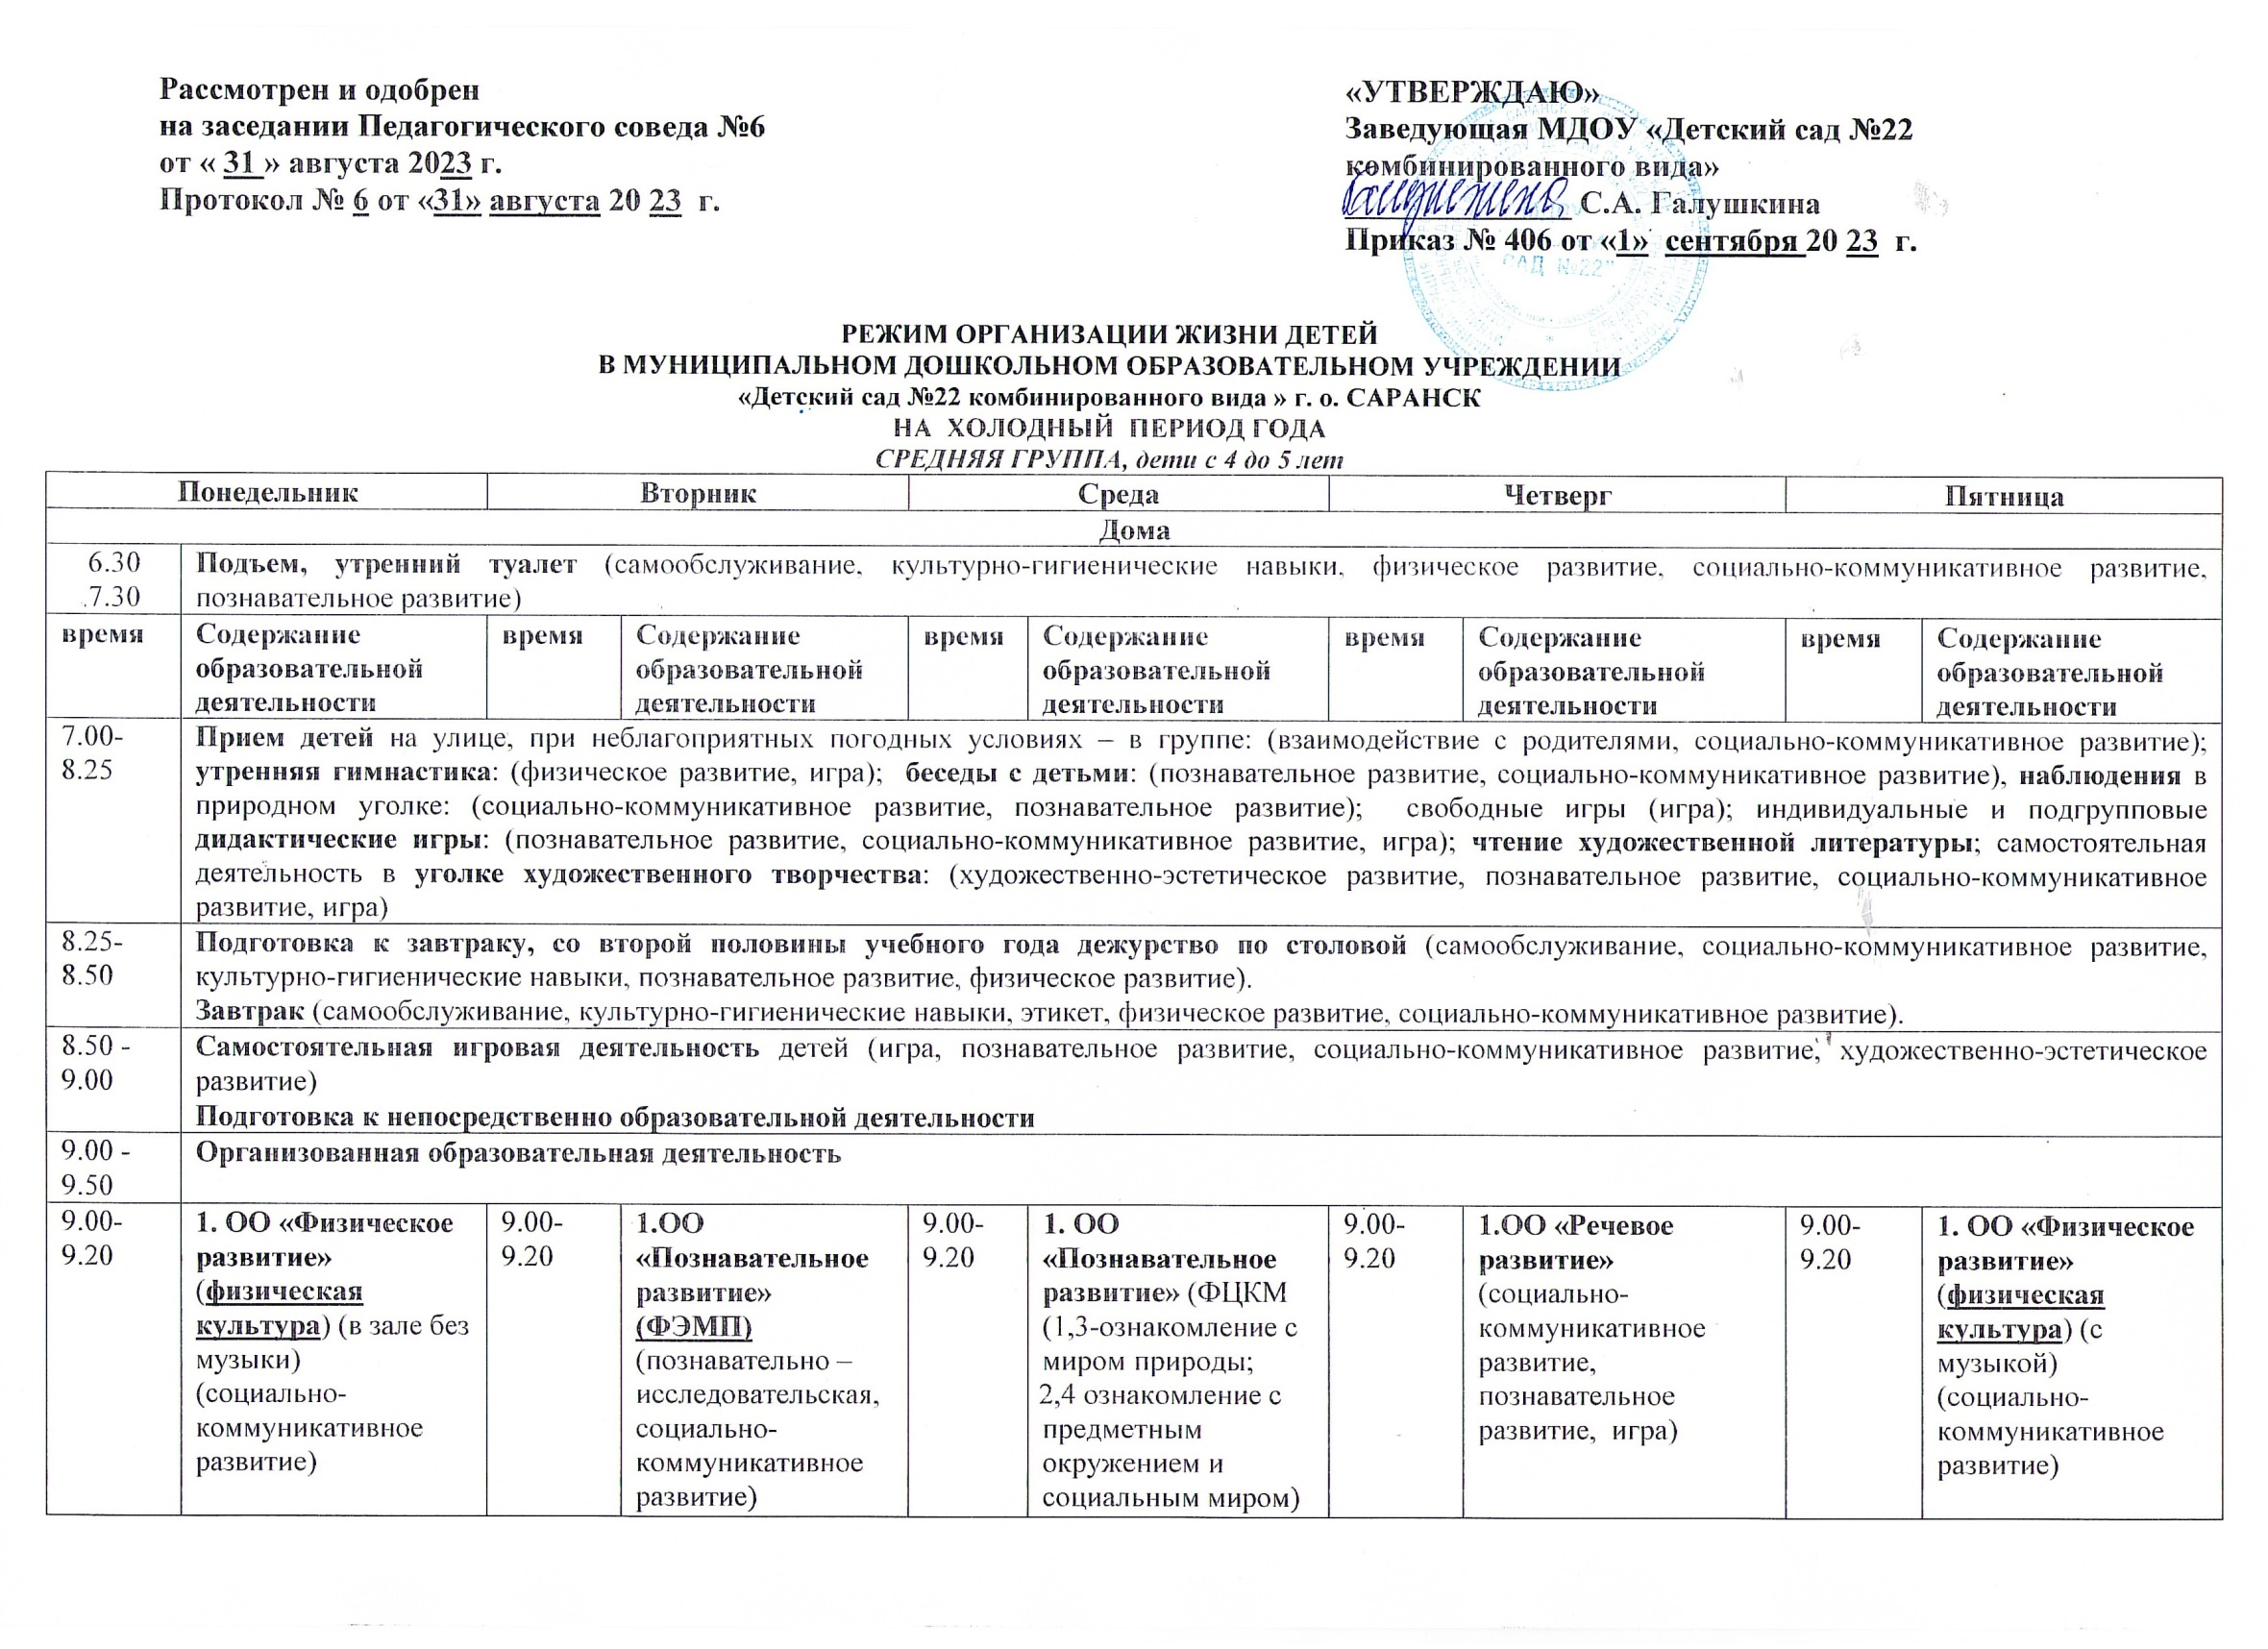 Рассмотрен и одобрен
на заседании Педагогического соведа №6
от « 31 » августа 2023 г.
Протокол № 6 от «31» августа 20 23 г.
«УТВЕРЖДАЮ»
Заведующая МДОУ «Детский сад №22
комбинированного вида»
С.А. Галушкина
Приказ № 406 от «1» сентября 20 23 г.
САД №22"
РЕЖИМ ОРГАНИЗАЦИИ ЖИЗНИ ДЕТЕЙ
В МУНИЦИПАЛЬНОМ ДОШКОЛЬНОМ ОБРАЗОВАТЕЛЬНОМ УЧРЕЖДЕНИИ
«Детский сад №22 комбинированного вида » г. о. САРАНСК
НА ХОЛОДНЫЙ ПЕРИОД ГОДА
СРЕДНЯЯ ГРУППА, дети с 4 до 5 лет
Понедельник
Вторник
Среда
Четверг
Пятница
Дома
6.30
7.30
Подъем, утренний туалет (самообслуживание, культурно-гигиенические навыки, физическое развитие, социально-коммуникативное развитие,
познавательное развитие)
время
Содержание
образовательной
деятельности
время
Содержание
образовательной
деятельности
время
Содержание
образовательной
деятельности
время
Содержание
образовательной
деятельности
время
Содержание
образовательной
деятельности
7.00-
8.25
Прием детей на улице, при неблагоприятных погодных условиях – в группе: (взаимодействие с родителями, социально-коммуникативное развитие);
утренняя гимнастика: (физическое развитие, игра); беседы с детьми: (познавательное развитие, социально-коммуникативное развитие), наблюдения в
природном уголке: (социально-коммуникативное развитие, познавательное развитие); свободные игры (игра); индивидуальные и подгрупповые
дидактические игры: (познавательное развитие, социально-коммуникативное развитие, игра); чтение художественной литературы; самостоятельная
деятельность в уголке художественного творчества: (художественно-эстетическое развитие, познавательное развитие, социально-коммуникативное
развитие, игра)
8.25-
8.50
Подготовка к завтраку, со второй половины учебного года дежурство по столовой (самообслуживание, социально-коммуникативное развитие,
культурно-гигиенические навыки, познавательное развитие, физическое развитие).
Завтрак (самообслуживание, культурно-гигиенические навыки, этикет, физическое развитие, социально-коммуникативное развитие).
8.50 -
9.00
Самостоятельная игровая деятельность детей (игра, познавательное развитие, социально-коммуникативное развитие, художественно-эстетическое
развитие)
Подготовка к непосредственно образовательной деятельности
9.00 -
9.50
Организованная образовательная деятельность
9.00-
9.20
1. ОО «Физическое
развитие»
(физическая
культура) (в зале без
музыки)
(социально-
коммуникативное
развитие)
9.00-
9.20
1.ОО
«Познавательное
развитие»
(ФЭМП)
(познавательно –
исследовательская,
социально-
коммуникативное
развитие)
9.00-
9.20
1. ОО
«Познавательное
развитие» (ФЦКМ
(1,3-ознакомление с
миром природы;
2,4 ознакомление с
предметным
окружением и
социальным миром)
9.00-
9.20
1.ОО «Речевое
развитие»
(социально-
коммуникативное
развитие,
познавательное
развитие, игра)
9.00-
9.20
1. ОО «Физическое
развитие»
(физическая
культура) (с
музыкой)
(социально-
коммуникативное
развитие)